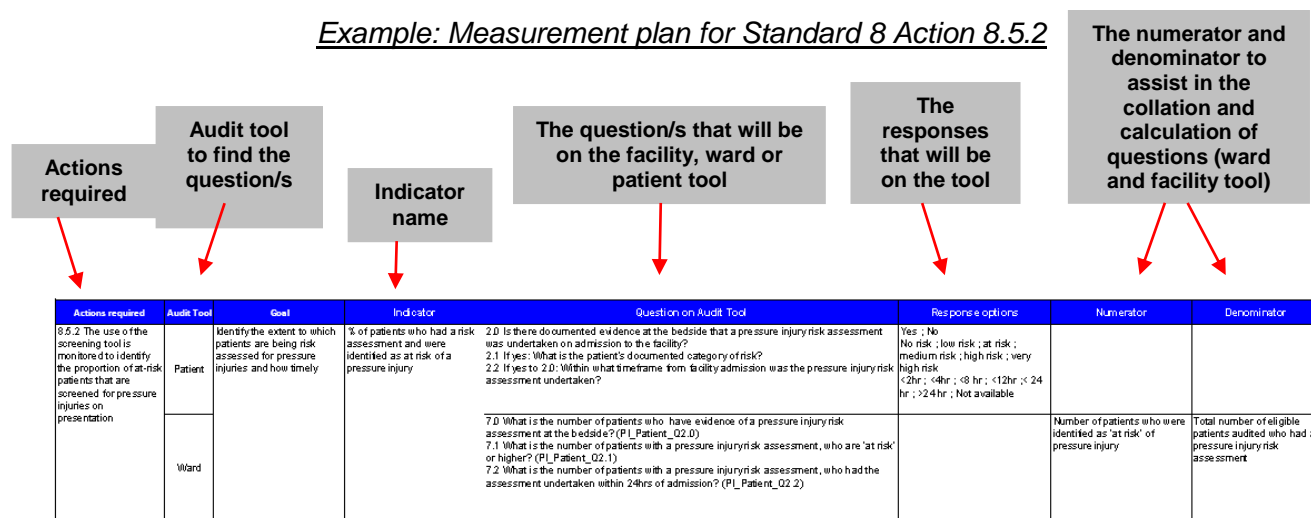 Example: Measurement plan for Standard 8 Action 8.5.2
Actions
required
Audit tool
to find the
question/s
Indicator
name
The question/s that will be
on the facility, ward or
patient tool
The
responses
that will be
on the tool
The numerator and
denominator to
assist in the
collation and
calculation of
questions (ward
and facility tool)
Actions required
Audit Tool
Goal
Indicator
Question on Audit Tool
Response options
Numerator
Denominator
8.5.2 The use of the
screening tool is
monitored to identify
the proportion of at-risk
patients that are
screened for pressure
injuries on
presentation
Patient
Identify the extent to which
patients are being risk
assessed for pressure
injuries and how timely
% of patients who had a risk
assessment and were
identified as at risk of a
pressure injury
2.0 Is there documented evidence at the bedside that a pressure injury risk assessment
was undertaken on admission to the facility?
2.1 If yes: What is the patient's documented category of risk?
2.2 If yes to 2.0: Within what timeframe from facility admission was the pressure injury risk
assessment undertaken?
Yes ; No
No risk ; low risk ; at risk ;
medium risk ; high risk ; very
high risk
<2hr ; <4hr ; <8 hr ; <12hr ;< 24
hr ; >24 hr ; Not available
Ward
7.0 What is the number of patients who have evidence of a pressure injury risk
assessment at the bedside? (PI_Patient_Q2.0)
7.1 What is the number of patients with a pressure injury risk assessment, who are 'at risk'
or higher? (PI_Patient_Q2.1)
7.2 What is the number of patients with a pressure injury risk assessment, who had the
assessment undertaken within 24hrs of admission? (PI_Patient_Q2.2)
Number of patients who were
identified as 'at risk' of
pressure injury
Total number of eligible
patients audited who had a
pressure injury risk
assessment